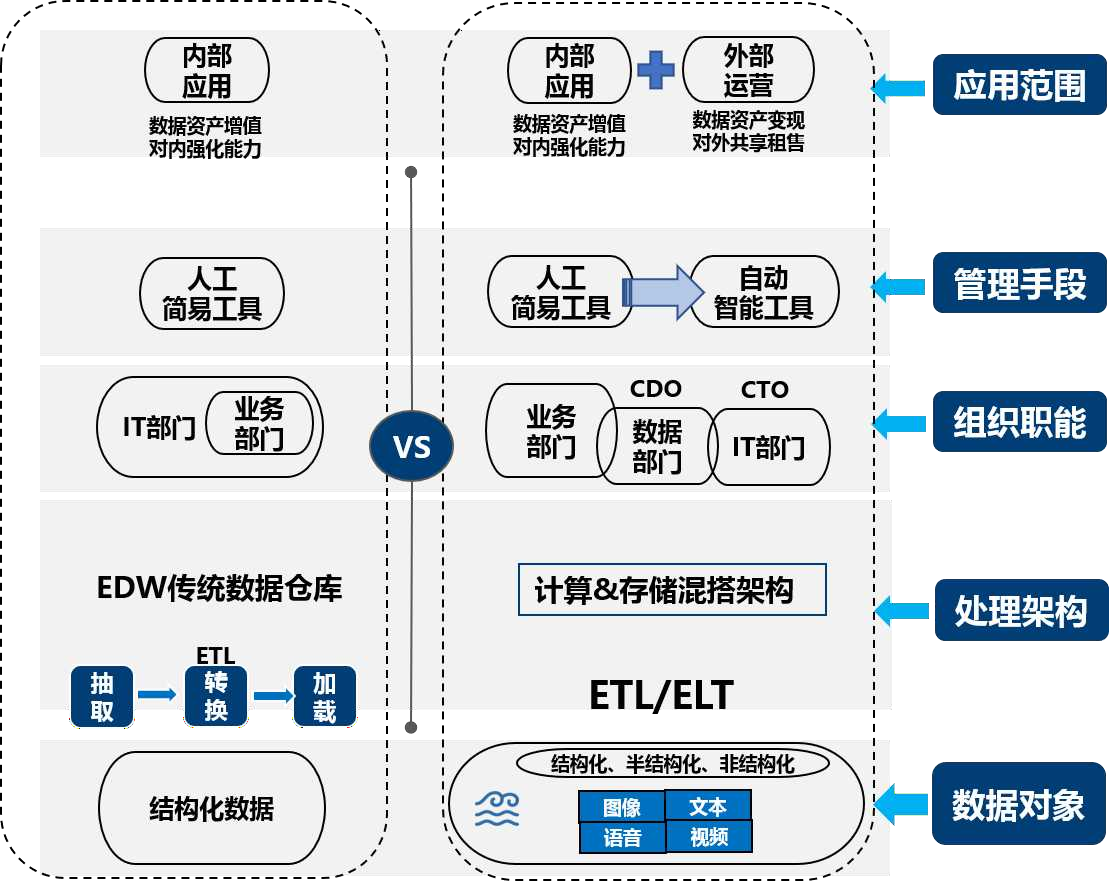 内部
应用
数据资产增值
对内强化能力
内部
应用
外部
运营
数据资产增值
对内强化能力
数据资产变现
对外共享租售
应用范围
人工
简易工具
人工
简易工具
自动
智能工具
管理手段
IT部门
业务
部门
VS
业务
部门
CDO
数据
部门
CTO
IT部门
组织职能
EDW传统数据仓库
ETL
抽
取
转
换
加
载
计算&存储混搭架构
ETL/ELT
处理架构
结构化数据
结构化、半结构化、非结构化
图像
文本
语音
视频
数据对象